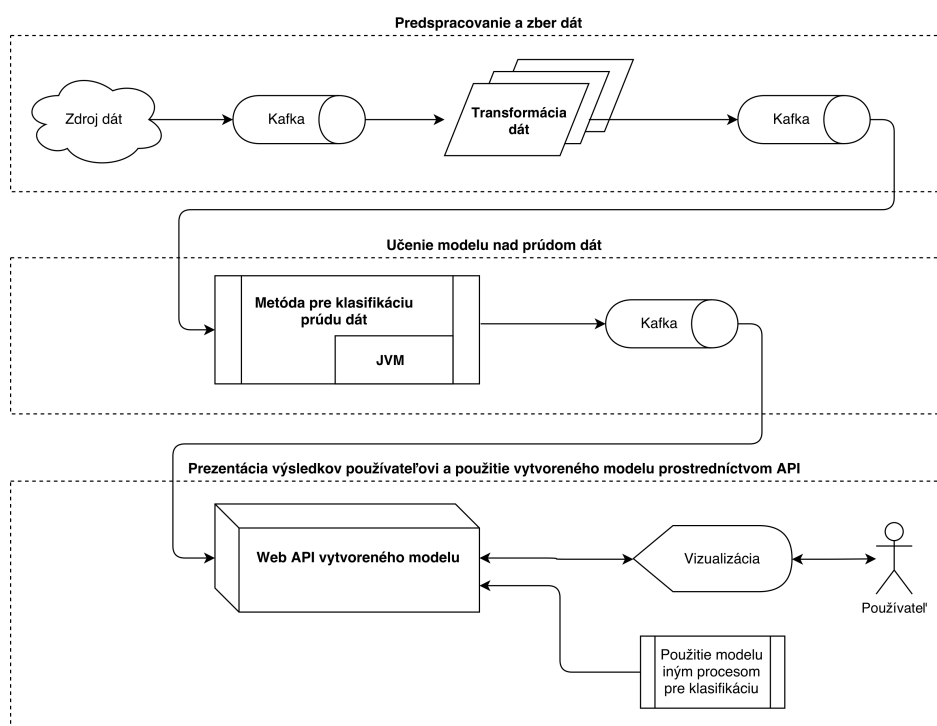 Predspracovanie a zber dát
Zdroj dát
Kafka
Transformácia
dát
Kafka
Učenie modelu nad prúdom dát
Metóda pre klasifikáciu
prúdu dát
JVM
Kafka
Prezentácia výsledkov používateľovi a použitie vytvoreného modelu prostredníctvom API
Web API vytvoreného modelu
Vizualizácia
Používateľ
Použitie modelu
iným procesom
pre klasifikáciu